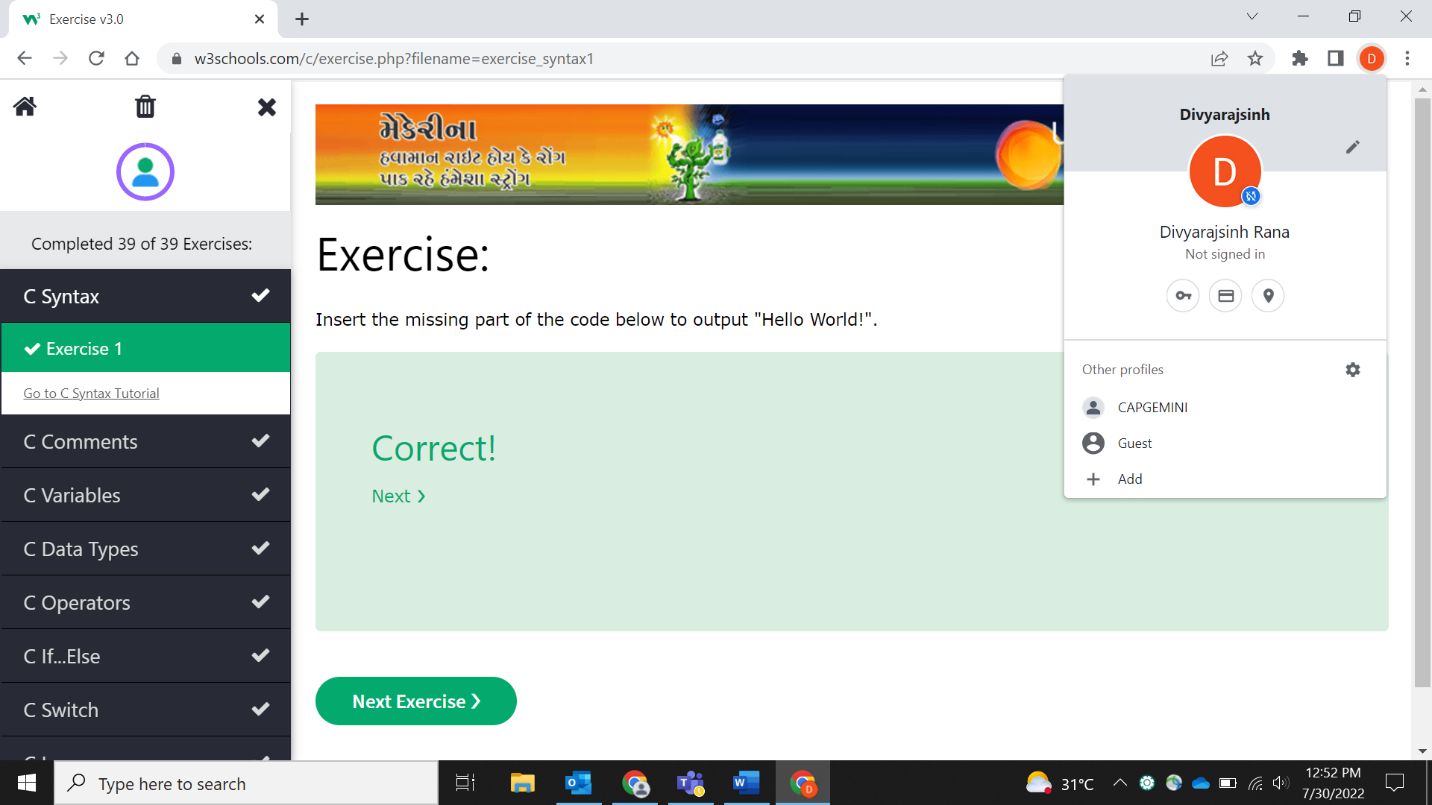 Exercise v3.0
w3schools.com/c/exercise.php?filename=exercise_syntax1
D
Completed 39 of 39 Exercises:
C Syntax
Exercise 1
Go to C Syntax Tutorial
C Comments
C Variables
C Data Types
C Operators
C If...Else
C Switch
મેકેરીના
હવામાન રાઇટ હોય કે રોંગ
પાક રહે હંમેશા સ્ટ્રોંગ
Exercise:
Insert the missing part of the code below to output "Hello World!".
Correct!
Next ❯
Next Exercise ❯
Divyarajsinh
D
Divyarajsinh Rana
Not signed in
Other profiles
CAPGEMINI
Guest
Add
Type here to search
31°C
12:52 PM
7/30/2022